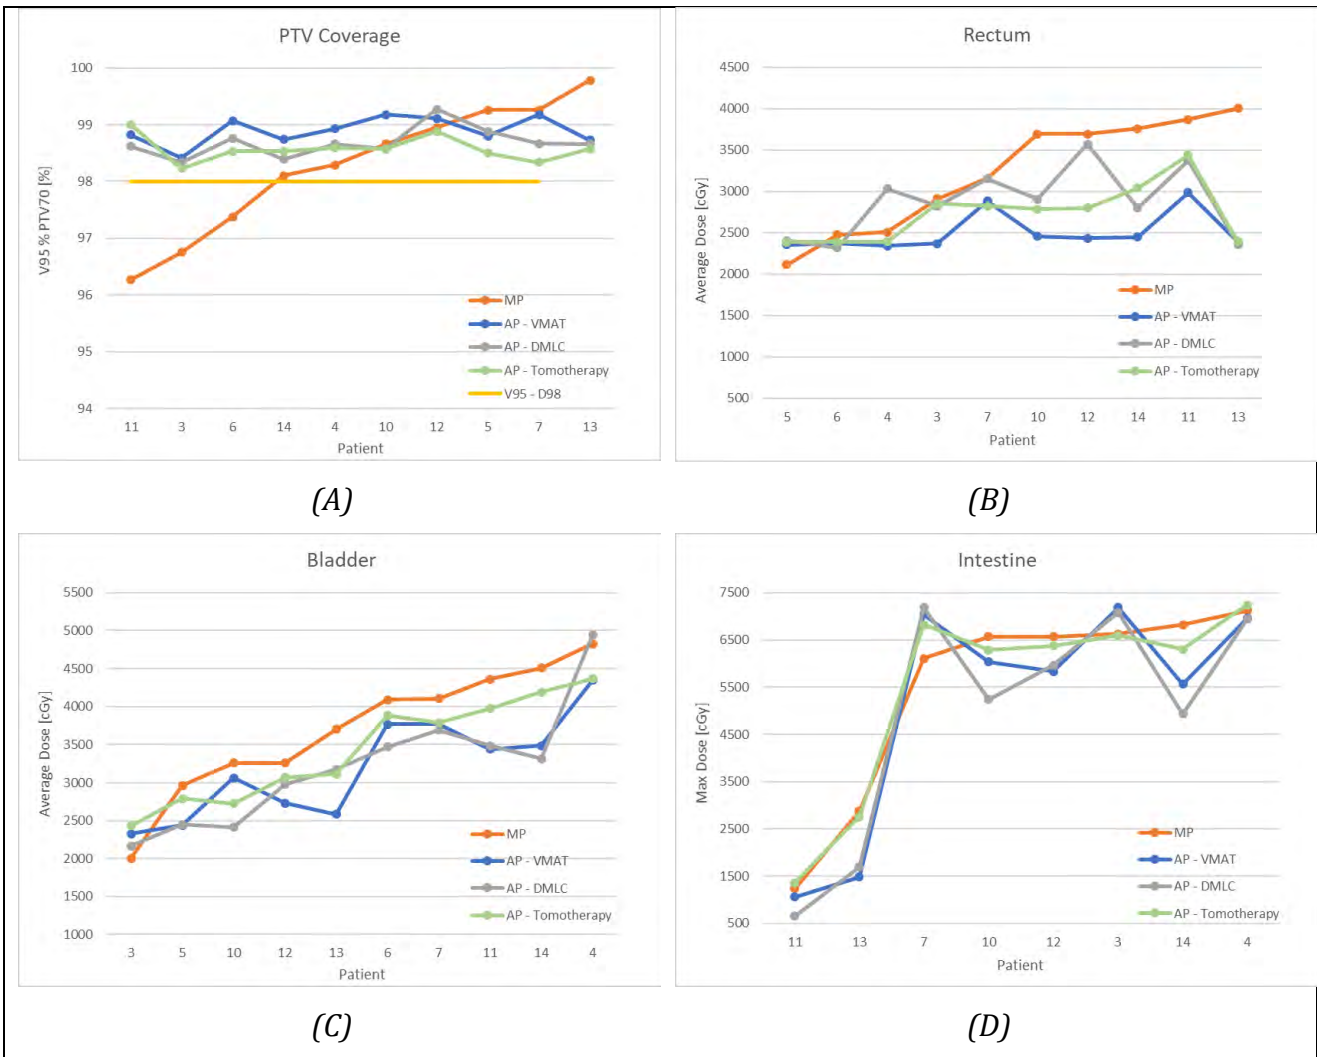 PTV Coverage
V95 % PTV70 [%]
100
99
98
97
96
95
94
MP
AP - VMAT
AP - DMLC
AP - Tomotherapy
V95 - D98
11 3 6 14 4 10 12 5 7 13
Patient
(A)
Rectum
Average Dose [cGy]
4500
4000
3500
3000
2500
2000
1500
1000
500
MP
AP - VMAT
AP - DMLC
AP - Tomotherapy
5 6 4 3 7 10 12 14 11 13
Patient
(B)
Bladder
Average Dose [cGy]
5500
5000
4500
4000
3500
3000
2500
2000
1500
1000
MP
AP - VMAT
AP - DMLC
AP - Tomotherapy
3 5 10 12 13 6 7 11 14 4
Patient
(C)
Intestine
Max Dose [cGy]
7500
6500
5500
4500
3500
2500
1500
500
MP
AP - VMAT
AP - DMLC
AP - Tomotherapy
11 13 7 10 12 3 14 4
Patient
(D)